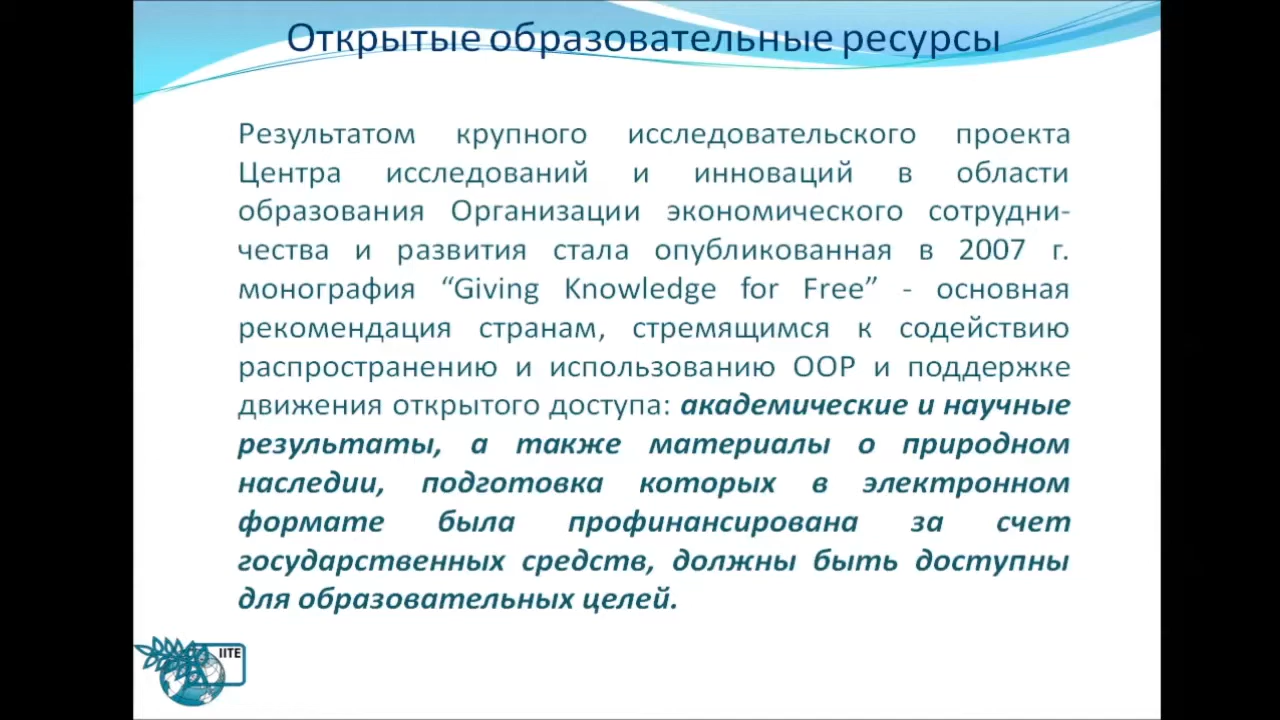 Открытые образовательные ресурсы
Результатом крупного исследовательского проекта
Центра исследований и инноваций в области
образования Организации экономического сотрудни-
чества и развития стала опубликованная в 2007 г.
монография “Giving Knowledge for Free” - основная
рекомендация странам, стремящимся к содействию
распространению и использованию ООР и поддержке
движения открытого доступа: академические и научные
результаты, а также материалы о природном
наследии, подготовка которых в электронном
формате была профинансирована за счет
государственных средств, должны быть доступны
для образовательных целей.
IITE